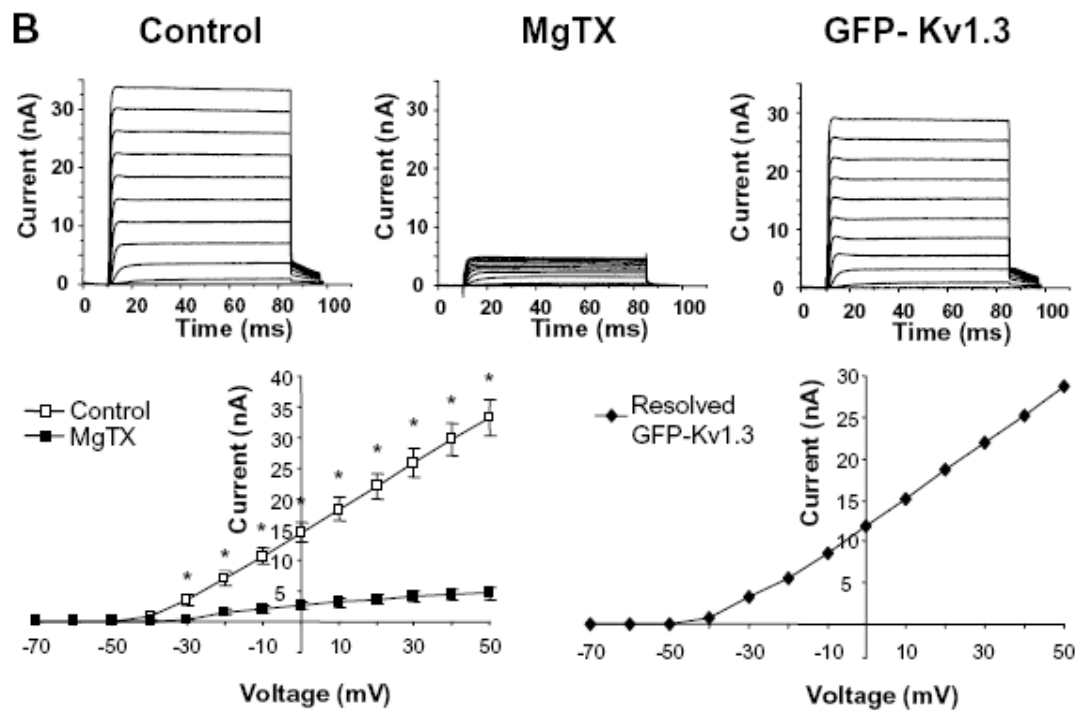 B Control MgTX GFP- Kv1.3
Current (nA)
30
20
10
0
0 20 40 60 80 100
Time (ms)
Current (nA)
30
20
10
0
0 20 40 60 80 100
Time (ms)
Current (nA)
30
20
10
0
0 20 40 60 80 100
Time (ms)
Control
MgTX
Current (nA)
40
35
30
25
20
15
10
5
* * * * * * * * *
-70 -50 -30 -10 10 30 50
Voltage (mV)
Resolved
GFP-Kv1.3
Current (nA)
30
25
20
15
10
5
-70 -50 -30 -10 10 30 50
Voltage (mV)